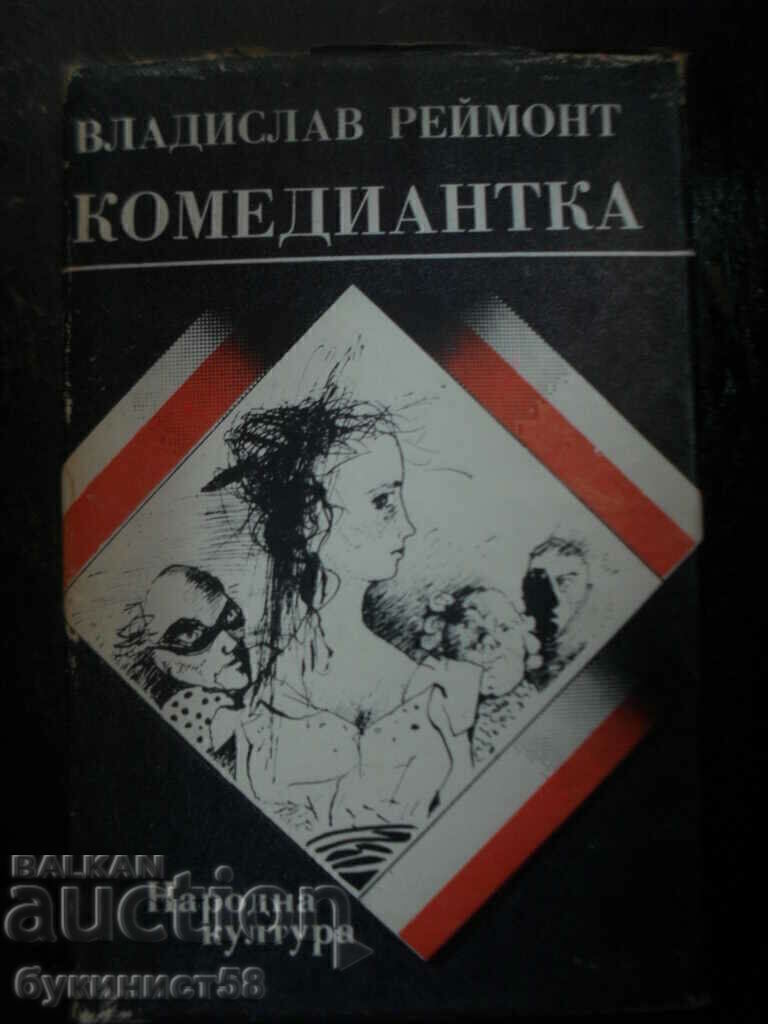 ВЛАДИСЛАВ РЕЙМОНТ
КОМЕДИАНТКА
BALKAN
auction
Народна
култура
букинист58